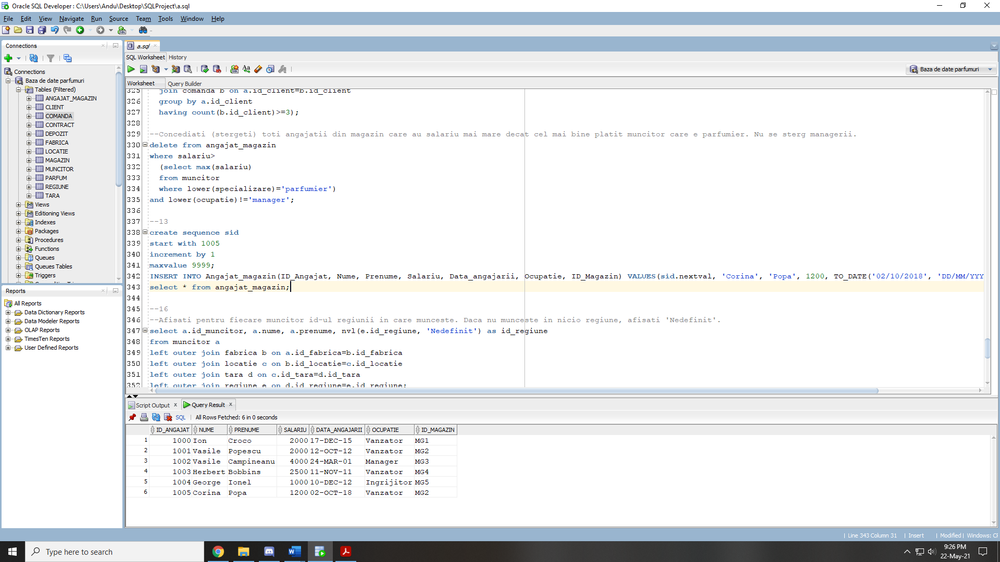 Oracle SQL Developer : C:\Users\Andu\Desktop\SQLProject\a.sql
File Edit View Navigate Run Source Team Tools Window Help
Connections
Connections
Baza de date parfumuri
Tables (Filtered)
ANGAJAT_MAGAZIN
CLIENT
COMANDA
CONTRACT
DEPOZIT
FABRICA
LOCATIE
MAGAZIN
MUNCITOR
PARFUM
REGIUNE
TARA
Views
Editioning Views
Indexes
Packages
Procedures
Functions
Queues
Queues Tables
Triggers
Reports
All Reports
Data Dictionary Reports
Data Modeler Reports
OLAP Reports
TimesTen Reports
User Defined Reports
a.sql
SQL Worksheet History
Baza de date parfumuri
Worksheet Query Builder
325 join comanda b on a.id_client=b.id_client
326 group by a.id_client
327 having count(b.id_client)>=3);
328
329 --Concediati (stergeti) toti angajatii din magazin care au salariu mai mare decat cel mai bine platit muncitor care e parfumier. Nu se sterg managerii.
330 delete from angajat_magazin
331 where salariu>
332 (select max(salariu)
333 from muncitor
334 where lower(specializare)='parfumier')
335 and lower(ocupatie)!='manager';
336
337 --13
338 create sequence sid
339 start with 1005
340 increment by 1
341 maxvalue 9999;
342 INSERT INTO Angajat_magazin(ID_Angajat, Nume, Prenume, Salariu, Data_angajarii, Ocupatie, ID_Magazin) VALUES(sid.nextval, 'Corina', 'Popa', 1200, TO_DATE('02/10/2018', 'DD/MM/YYY
343 select * from angajat_magazin;
344
345 --16
346 --Afisati pentru fiecare muncitor id-ul regiunii in care munceste. Daca nu munceste in nicio regiune, afisati 'Nedefinit'.
347 select a.id_muncitor, a.nume, a.prenume, nvl(e.id_regiune, 'Nedefinit') as id_regiune
348 from muncitor a
349 left outer join fabrica b on a.id_fabrica=b.id_fabrica
350 left outer join locatie c on b.id_locatie=c.id_locatie
351 left outer join tara d on c.id_tara=d.id_tara
352 left outer join regiune e on d.id_regiune=e.id_regiune;
Script Output x Query Result x
SQL | All Rows Fetched: 6 in 0 seconds
ID_ANGAJAT NUME PRENUME SALARIU DATA_ANGAJARII OCUPATIE ID_MAGAZIN
1 1000 Ion Croco 2000 17-DEC-15 Vanzator MG1
2 1001 Vasile Popescu 2000 12-OCT-12 Vanzator MG2
3 1002 Vasile Campineanu 4000 24-MAR-01 Manager MG3
4 1003 Herbert Bobbins 2500 11-NOV-11 Vanzator MG4
5 1004 George Ionel 1000 10-DEC-12 Ingrijitor MG5
6 1005 Corina Popa 1200 02-OCT-18 Vanzator MG2
| Line 343 Column 31 | Insert | Modified | Windows: CF
Type here to search
9:26 PM
22-May-21